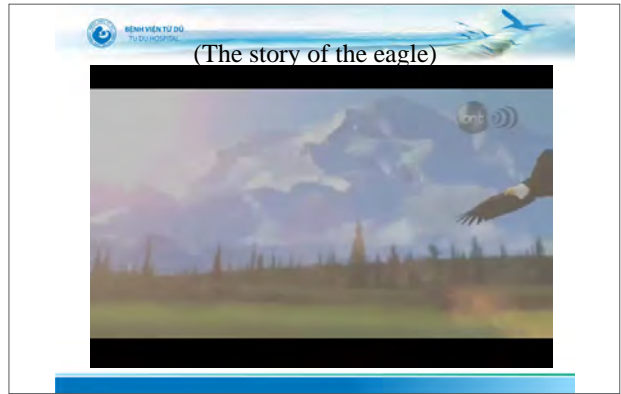 BỆNH VIỆN TỪ DŨ
TU DU HOSPITAL
(The story of the eagle)